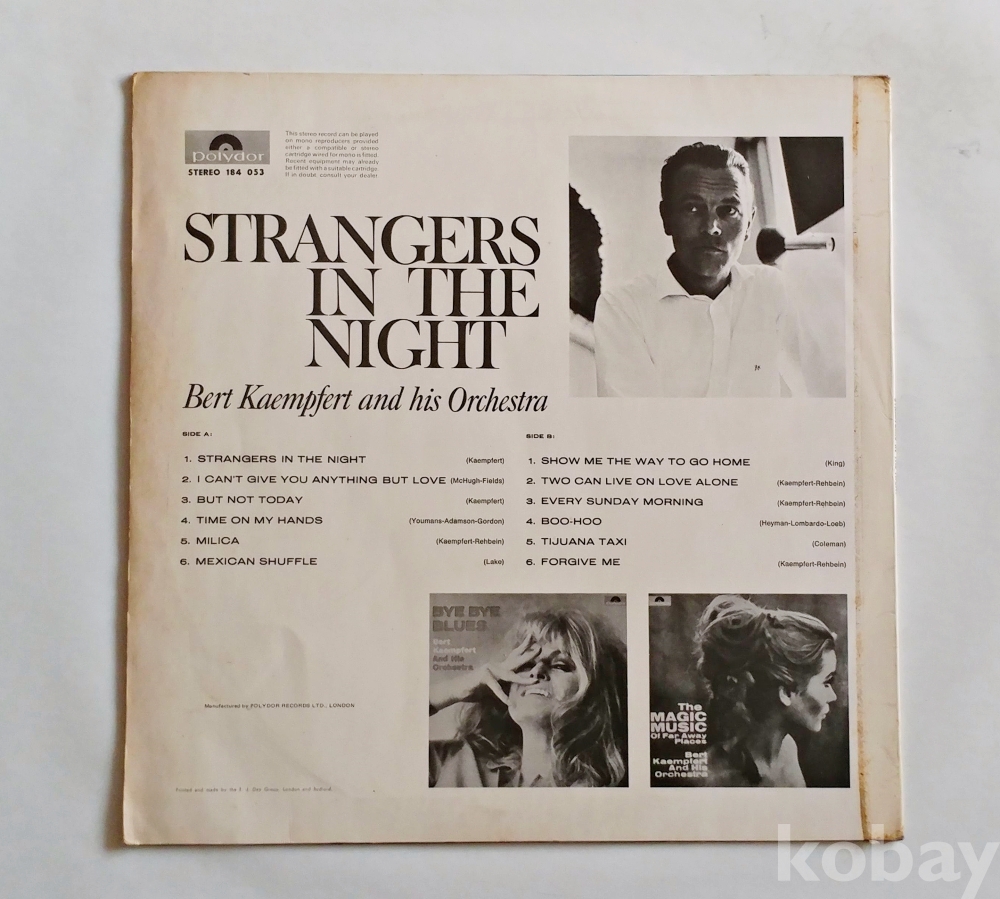 polydor
STEREO 184 053
This stereo record can be played
on mono reproducers provided
either a compatible or stereo
cartridge wired for mono is fitted.
Recent equipment may already
be fitted with a suitable cartridge.
If in doubt, consult your dealer
STRANGERS
IN THE
NIGHT
Bert Kaempfert and his Orchestra
SIDE A:
1. STRANGERS IN THE NIGHT (Kaempfert)
2. I CAN'T GIVE YOU ANYTHING BUT LOVE (McHugh-Fields)
3. BUT NOT TODAY (Kaempfert)
4. TIME ON MY HANDS (Youmans-Adamson-Gordon)
5. MILICA (Kaempfert-Rehbein)
6. MEXICAN SHUFFLE (Lake)
SIDE B:
1. SHOW ME THE WAY TO GO HOME (King)
2. TWO CAN LIVE ON LOVE ALONE (Kaempfert-Rehbein)
3. EVERY SUNDAY MORNING (Kaempfert-Rehbein)
4. BOO-HOO (Heyman-Lombardo-Loeb)
5. TIJUANA TAXI (Coleman)
6. FORGIVE ME (Kaempfert-Rehbein)
BYE BYE
BLUES
Bert
Kaempfert
And His
Orchestra
The
MAGIC
MUSIC
Of Far Away
Places
Bert
Kaempfert
And His
Orchestra
Manufactured by POLYDOR RECORDS LTD., LONDON
Printed and made by the Group, London and
kobay